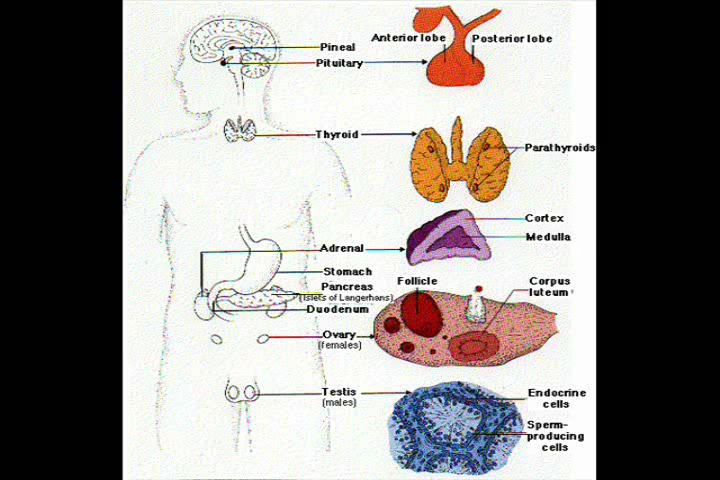 Anterior lobe
Posterior lobe
Pineal
Pituitary
Thyroid
Parathyroids
Cortex
Medulla
Adrenal
Stomach
Pancreas
(Islets of Langerhans)
Duodenum
Follicle
Corpus
luteum
Ovary
(females)
Testis
(males)
Endocrine
cells
Sperm-
producing
cells